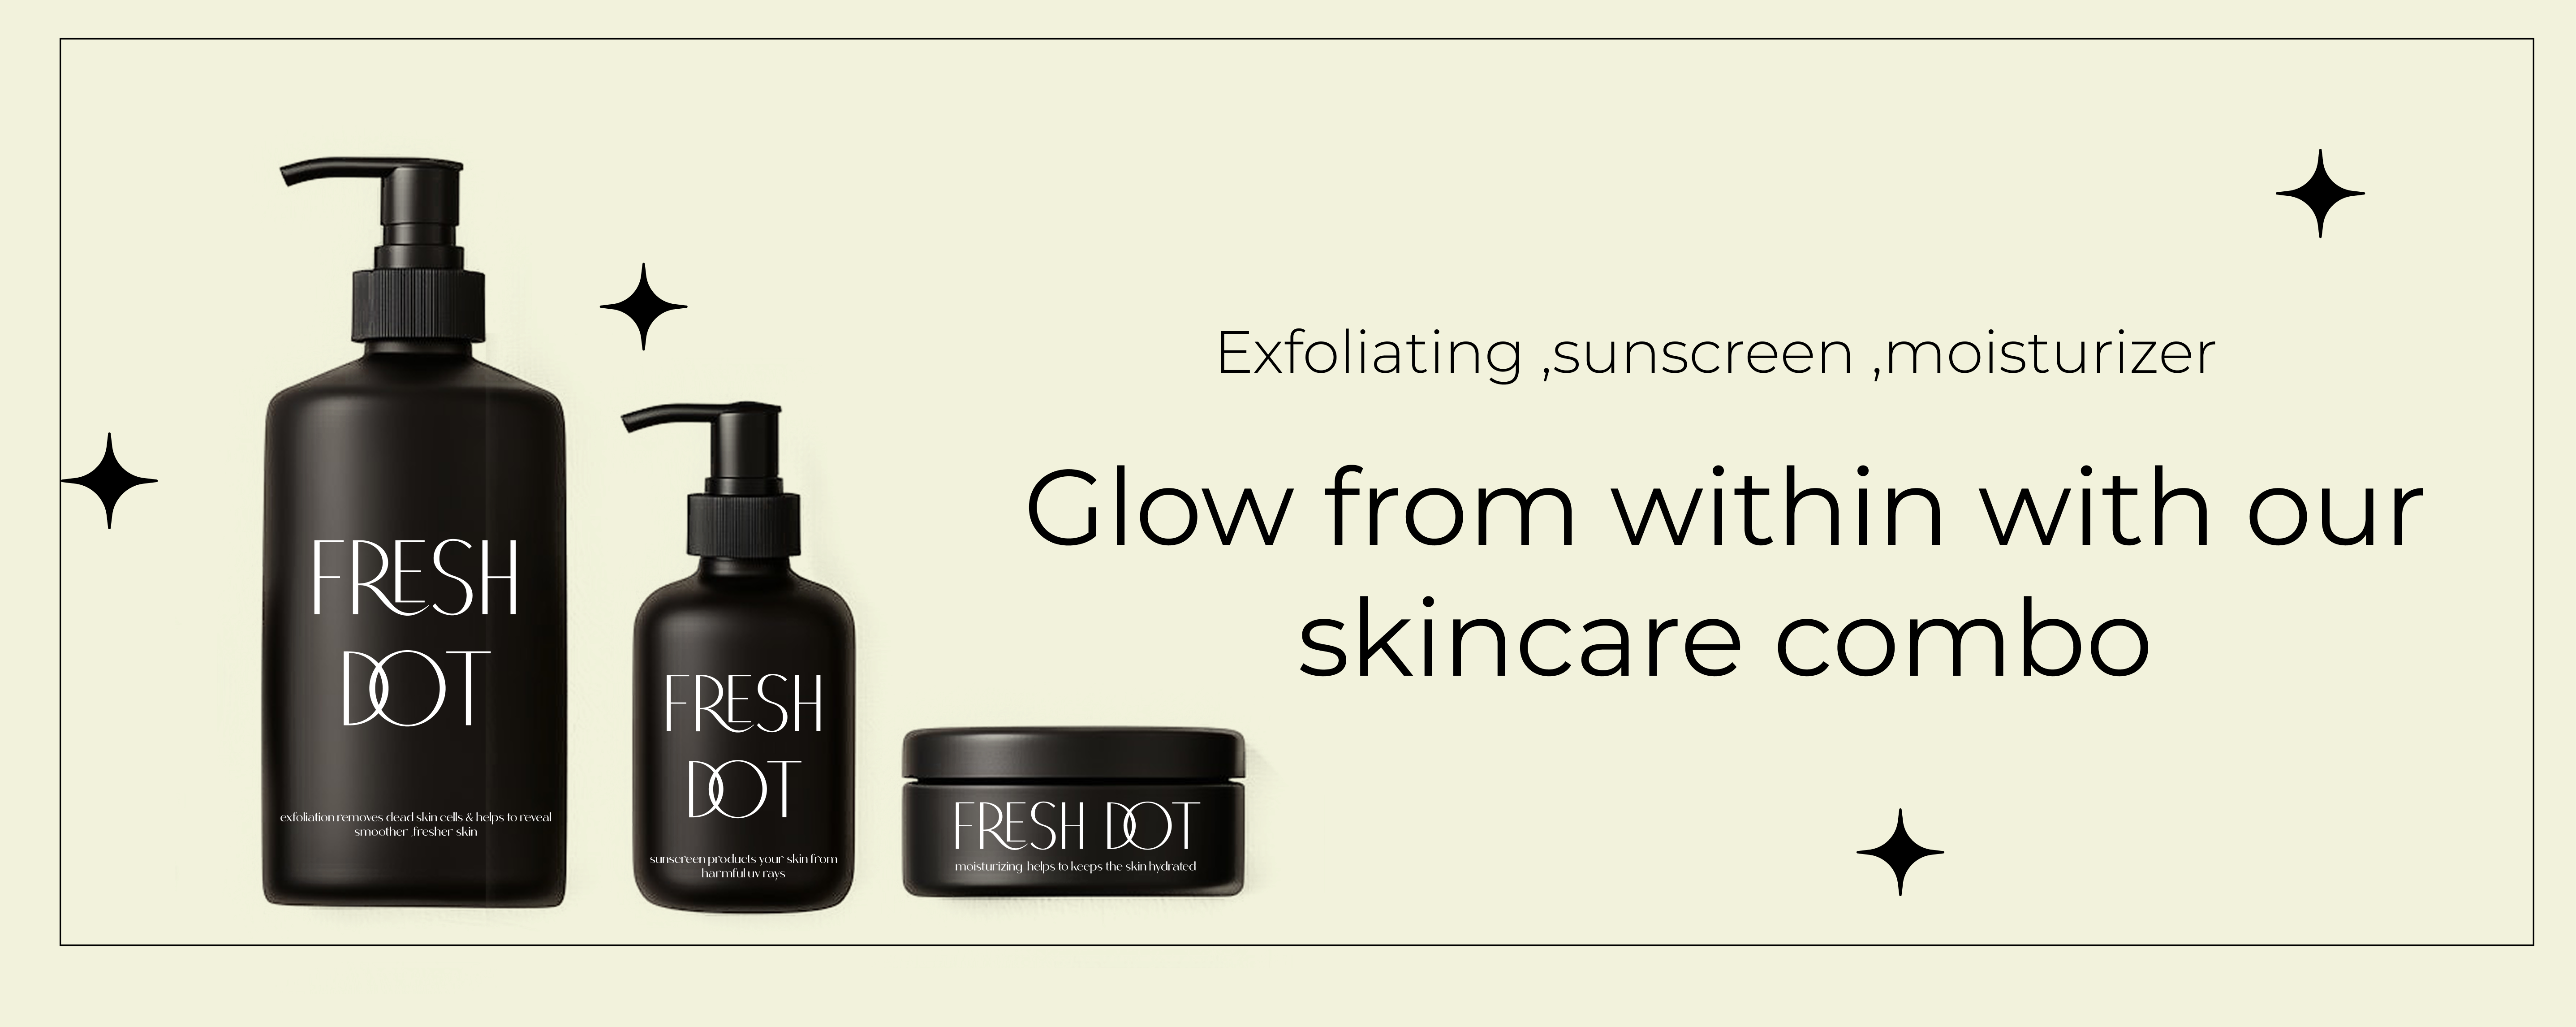 Exfoliating ,sunscreen ,moisturizer
Glow from within with our
skincare combo
FRESH
DOT
exfoliation removes dead skin cells & helps to reveal
smoother ,fresher skin
FRESH
DOT
sunscreen products your skin from
harmful uv rays
FRESH DOT
moisturizing helps to keeps the skin hydrated